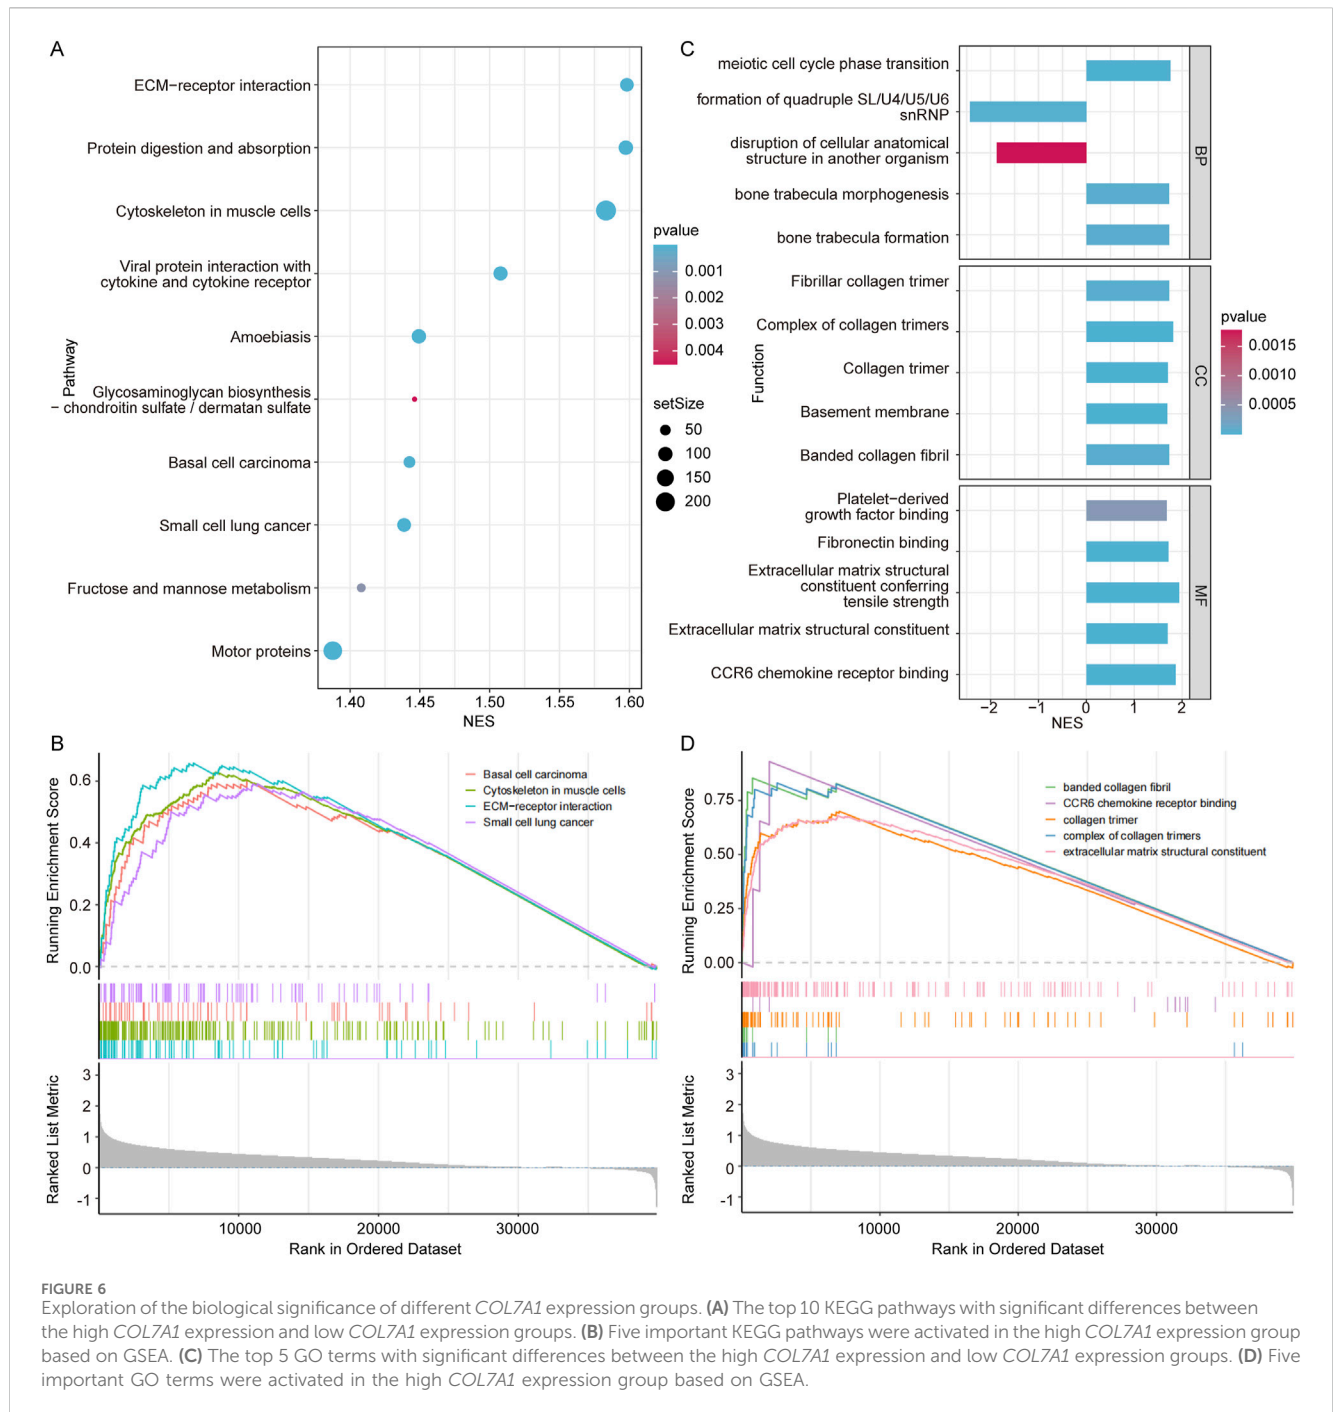 A
ECM−receptor interaction
Protein digestion and absorption
Cytoskeleton in muscle cells
Viral protein interaction with
cytokine and cytokine receptor
Amoebiasis
Glycosaminoglycan biosynthesis
− chondroitin sulfate / dermatan sulfate
Basal cell carcinoma
Small cell lung cancer
Fructose and mannose metabolism
Motor proteins
Pathway
1.40 1.45 1.50 1.55 1.60
NES
pvalue
0.001
0.002
0.003
0.004
setSize
50
100
150
200
C
meiotic cell cycle phase transition
formation of quadruple SL/U4/U5/U6
snRNP
disruption of cellular anatomical
structure in another organism
bone trabecula morphogenesis
bone trabecula formation
Fibrillar collagen trimer
Complex of collagen trimers
Collagen trimer
Basement membrane
Banded collagen fibril
Platelet−derived
growth factor binding
Fibronectin binding
Extracellular matrix structural
constituent conferring
tensile strength
Extracellular matrix structural constituent
CCR6 chemokine receptor binding
Function
BP
CC
MF
−2 −1 0 1 2
NES
pvalue
0.0015
0.0010
0.0005
B
Running Enrichment Score
0.6
0.4
0.2
0.0
Basal cell carcinoma
Cytoskeleton in muscle cells
ECM−receptor interaction
Small cell lung cancer
Ranked List Metric
3
2
1
0
-1
10000 20000 30000
Rank in Ordered Dataset
D
Running Enrichment Score
0.75
0.50
0.25
0.00
banded collagen fibril
CCR6 chemokine receptor binding
collagen trimer
complex of collagen trimers
extracellular matrix structural constituent
Ranked List Metric
3
2
1
0
-1
10000 20000 30000
Rank in Ordered Dataset
FIGURE 6
Exploration of the biological significance of different COL7A1 expression groups. (A) The top 10 KEGG pathways with significant differences between
the high COL7A1 expression and low COL7A1 expression groups. (B) Five important KEGG pathways were activated in the high COL7A1 expression group
based on GSEA. (C) The top 5 GO terms with significant differences between the high COL7A1 expression and low COL7A1 expression groups. (D) Five
important GO terms were activated in the high COL7A1 expression group based on GSEA.